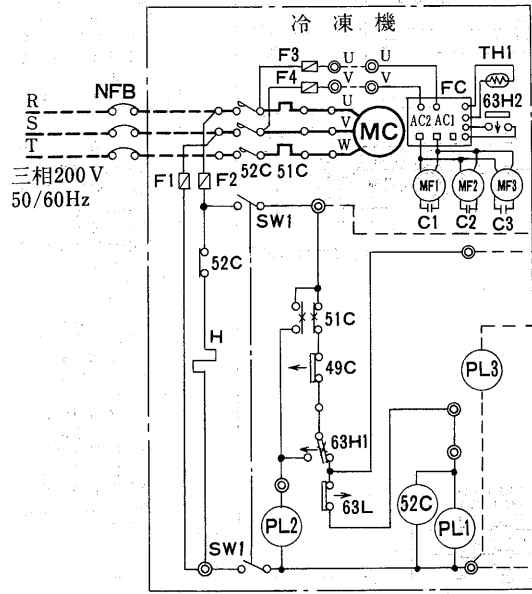 冷凍機
F3 U U
F4 V V
TH1
FC
63H2
NFB
R
S
T
U
V
W
MC
AC2 AC1
52C 51C
三相200V
50/60Hz
F1 F2
SW1
MF1 MF2 MF3
C1 C2 C3
52C
H
51C
49C
63H1
63L
PL3
52C
PL2
PL1
SW1